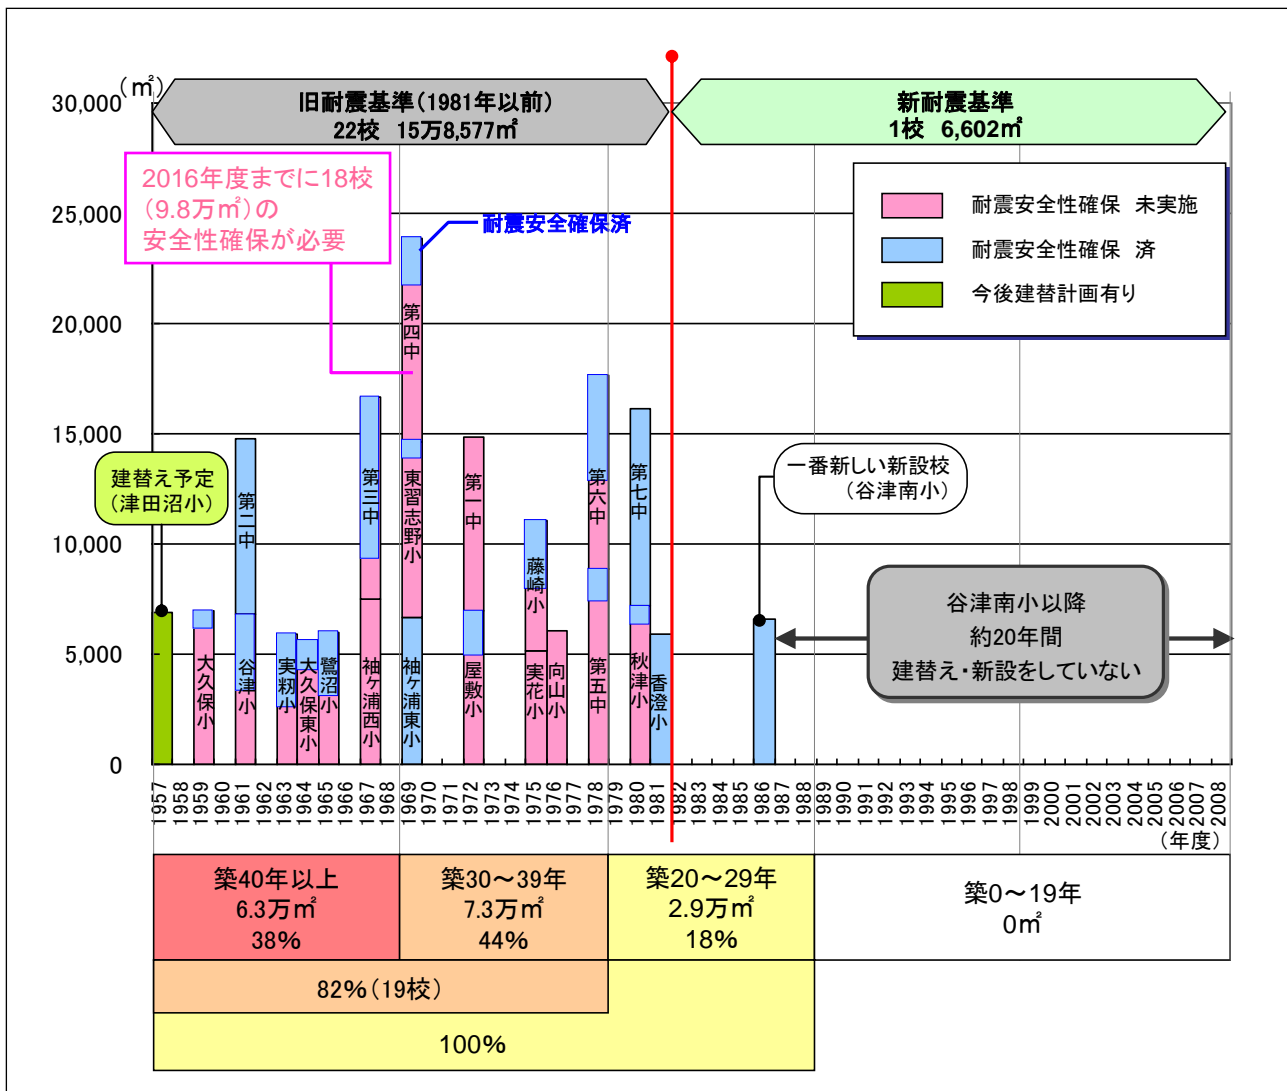 （㎡）
30,000
25,000
20,000
15,000
10,000
5,000
0
旧耐震基準（1981年以前）
22校　15万8,577㎡
新耐震基準
1校　6,602㎡
2016年度までに18校
（9.8万㎡）の
安全性確保が必要
耐震安全確保済
耐震安全性確保　未実施
耐震安全性確保　済
今後建替計画有り
建替え予定
（津田沼小）
一番新しい新設校
（谷津南小）
谷津南小以降
約20年間
建替え・新設をしていない
大久保小
第二中
谷津小
実籾小
大久保東小
鷺沼小
第三中
袖ケ浦西小
第四中
東習志野小
袖ケ浦東小
第一中
屋敷小
藤崎小
実花小
向山小
第六中
第五中
第七中
秋津小
香澄小
1957
1958
1959
1960
1961
1962
1963
1964
1965
1966
1967
1968
1969
1970
1971
1972
1973
1974
1975
1976
1977
1978
1979
1980
1981
1982
1983
1984
1985
1986
1987
1988
1989
1990
1991
1992
1993
1994
1995
1996
1997
1998
1999
2000
2001
2002
2003
2004
2005
2006
2007
2008
（年度）
築40年以上
6.3万㎡
38%
築30～39年
7.3万㎡
44%
築20～29年
2.9万㎡
18%
築0～19年
0㎡
82%（19校）
100%